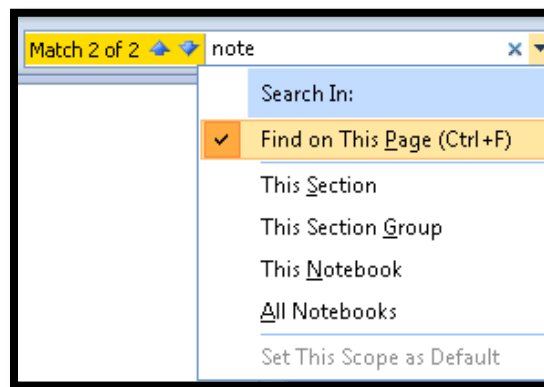 Match 2 of 2 note
Search In:
Find on This Page (Ctrl+F)
This Section
This Section Group
This Notebook
All Notebooks
Set This Scope as Default